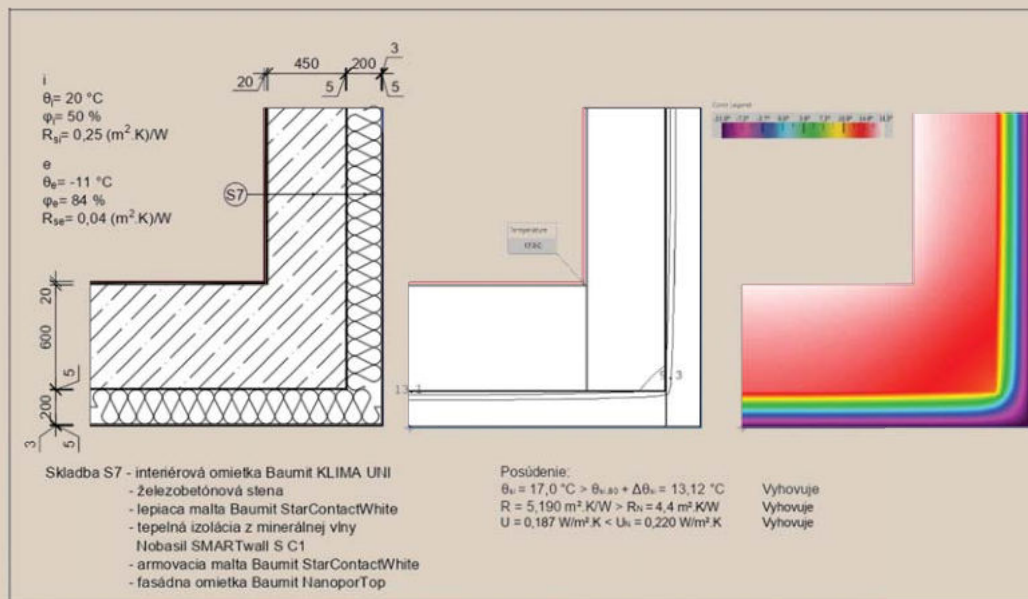 3
450 200
20 5 5
i
θi= 20 °C
φi= 50 %
Rsi= 0,25 (m².K)/W
e
θe= -11 °C
φe= 84 %
Rse= 0,04 (m².K)/W
S7
Color Legend
Temperature
20
600
5
200
3 5
13,1
Skladba S7 - interiérová omietka Baumit KLIMA UNI
- železobetónová stena
- lepiaca malta Baumit StarContactWhite
- tepelná izolácia z minerálnej vlny
Nobasil SMARTwall S C1
- armovacia malta Baumit StarContactWhite
- fasádna omietka Baumit NanoporTop
Posúdenie:
θsi = 17,0 °C > θsi,80 + Δθsi = 13,12 °C Vyhovuje
R = 5,190 m².K/W > RN = 4,4 m².K/W Vyhovuje
U = 0,187 W/m².K < UN = 0,220 W/m².K Vyhovuje